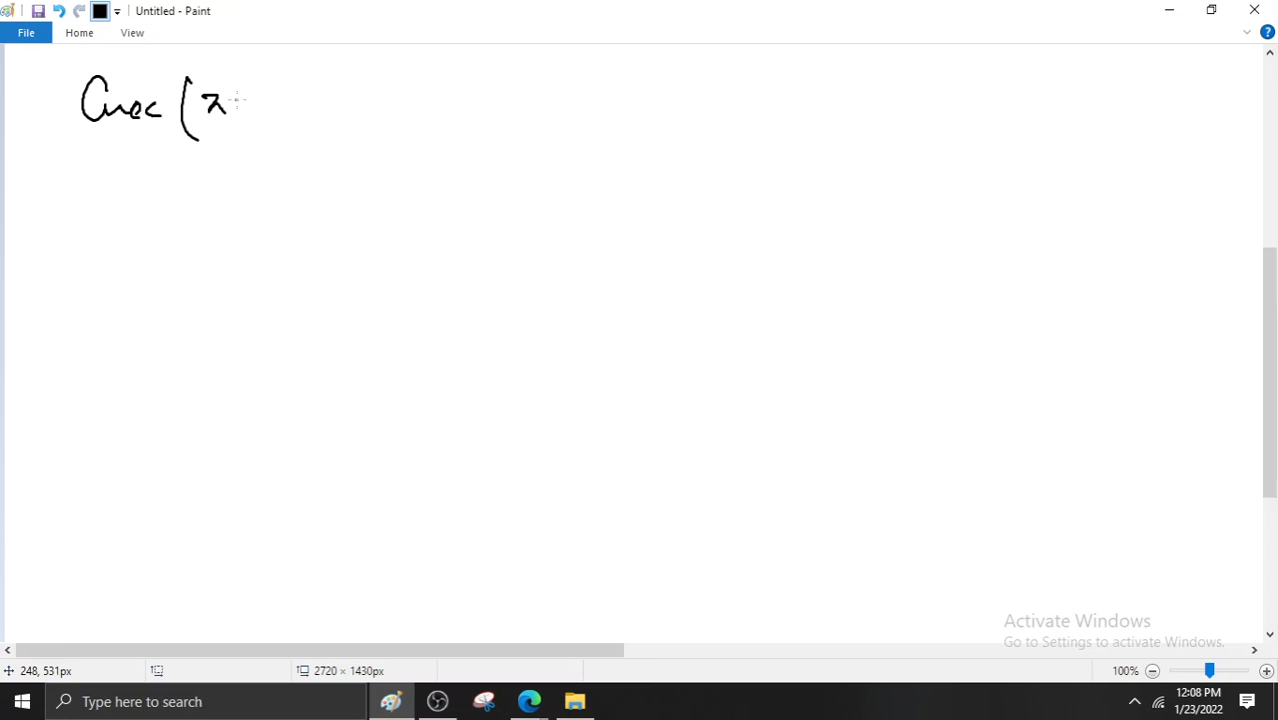 Untitled - Paint
File Home View
(x
Activate Windows
Go to Settings to activate Windows.
248, 531px 2720 × 1430px 100%
Type here to search
12:08 PM
1/23/2022